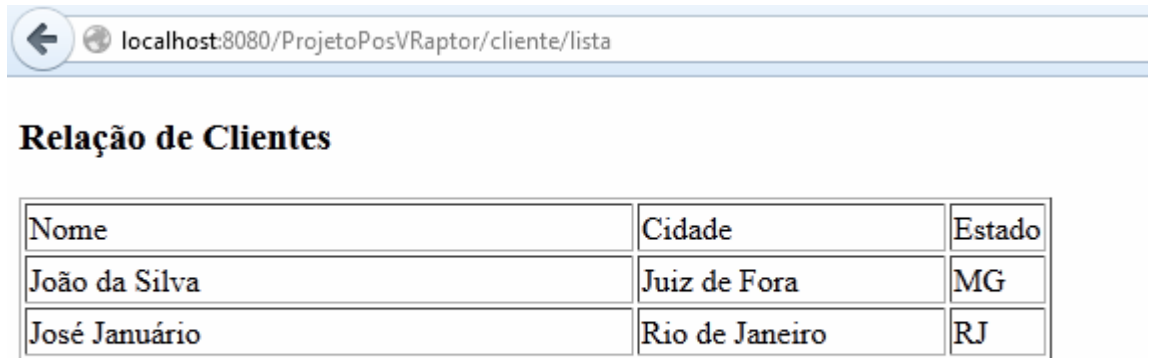 localhost:8080/ProjetoPosVRaptor/cliente/lista
Relação de Clientes
Nome Cidade Estado
João da Silva Juiz de Fora MG
José Januário Rio de Janeiro RJ